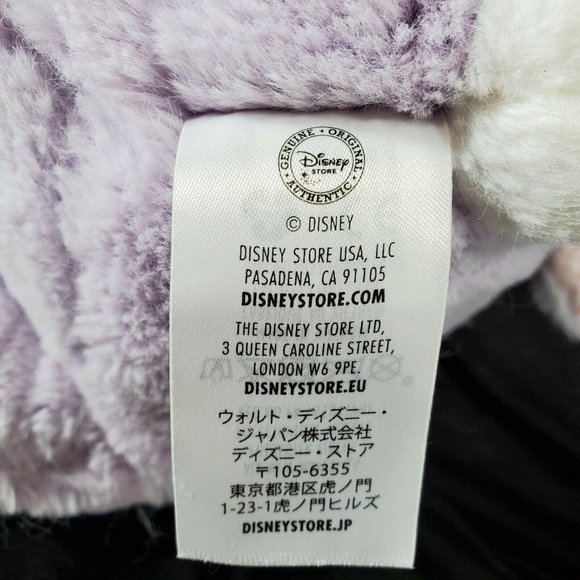 GENUINE • ORIGINAL • AUTHENTIC •
Disney
STORE
© DISNEY
DISNEY STORE USA, LLC
PASADENA, CA 91105
DISNEYSTORE.COM
THE DISNEY STORE LTD,
3 QUEEN CAROLINE STREET,
LONDON W6 9PE.
DISNEYSTORE.EU
ウォルト・ディズニー・
ジャパン株式会社
ディズニー・ストア
〒105-6355
東京都港区虎ノ門
1-23-1虎ノ門ヒルズ
DISNEYSTORE.JP